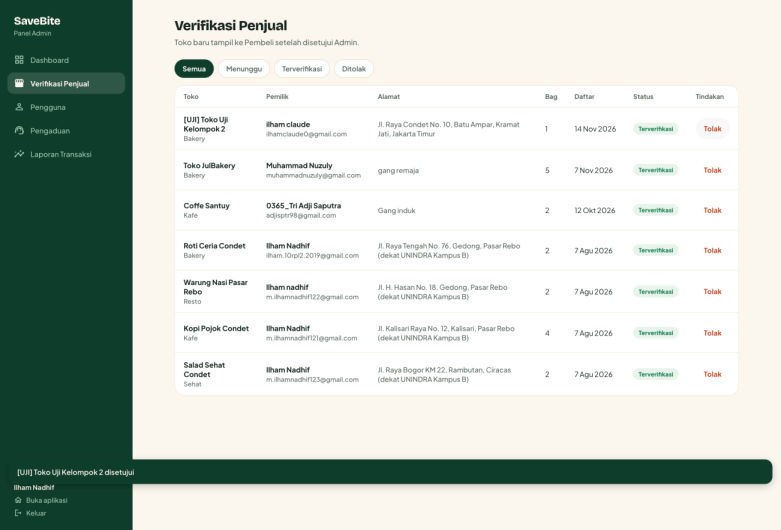 SaveBite
Panel Admin
Dashboard
Verifikasi Penjual
Pengguna
Pengaduan
Laporan Transaksi
Verifikasi Penjual
Toko baru tampil ke Pembeli setelah disetujui Admin.
Semua Menunggu Terverifikasi Ditolak
Toko Pemilik Alamat Bag Daftar Status Tindakan
[UJI] Toko Uji
Kelompok 2
Bakery
ilham claude
ilhamclaude0@gmail.com
Jl. Raya Condet No. 10, Batu Ampar, Kramat
Jati, Jakarta Timur
1 14 Nov 2026 Terverifikasi Tolak
Toko JulBakery
Bakery
Muhammad Nuzuly
muhammadnuzuly@gmail.com
gang remaja
5 7 Nov 2026 Terverifikasi Tolak
Coffe Santuy
Kafe
0365_Tri Adji Saputra
adjisptr98@gmail.com
Gang induk
2 12 Okt 2026 Terverifikasi Tolak
Roti Ceria Condet
Bakery
Ilham Nadhif
ilham.10rpl2.2019@gmail.com
Jl. Raya Tengah No. 76, Gedong, Pasar Rebo
(dekat UNINDRA Kampus B)
2 7 Agu 2026 Terverifikasi Tolak
Warung Nasi Pasar
Rebo
Resto
Ilham nadhif
m.ilhamnadhif122@gmail.com
Jl. H. Hasan No. 18, Gedong, Pasar Rebo
(dekat UNINDRA Kampus B)
2 7 Agu 2026 Terverifikasi Tolak
Kopi Pojok Condet
Kafe
Ilham Nadhif
m.ilhamnadhif121@gmail.com
Jl. Kalisari Raya No. 12, Kalisari, Pasar Rebo
(dekat UNINDRA Kampus B)
4 7 Agu 2026 Terverifikasi Tolak
Salad Sehat
Condet
Sehat
Ilham Nadhif
m.ilhamnadhif123@gmail.com
Jl. Raya Bogor KM 22, Rambutan, Ciracas
(dekat UNINDRA Kampus B)
2 7 Agu 2026 Terverifikasi Tolak
[UJI] Toko Uji Kelompok 2 disetujui
Ilham Nadhif
Buka aplikasi
Keluar